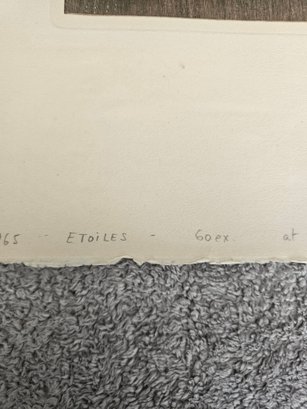 65 - ETOiLES - 60 ex. at